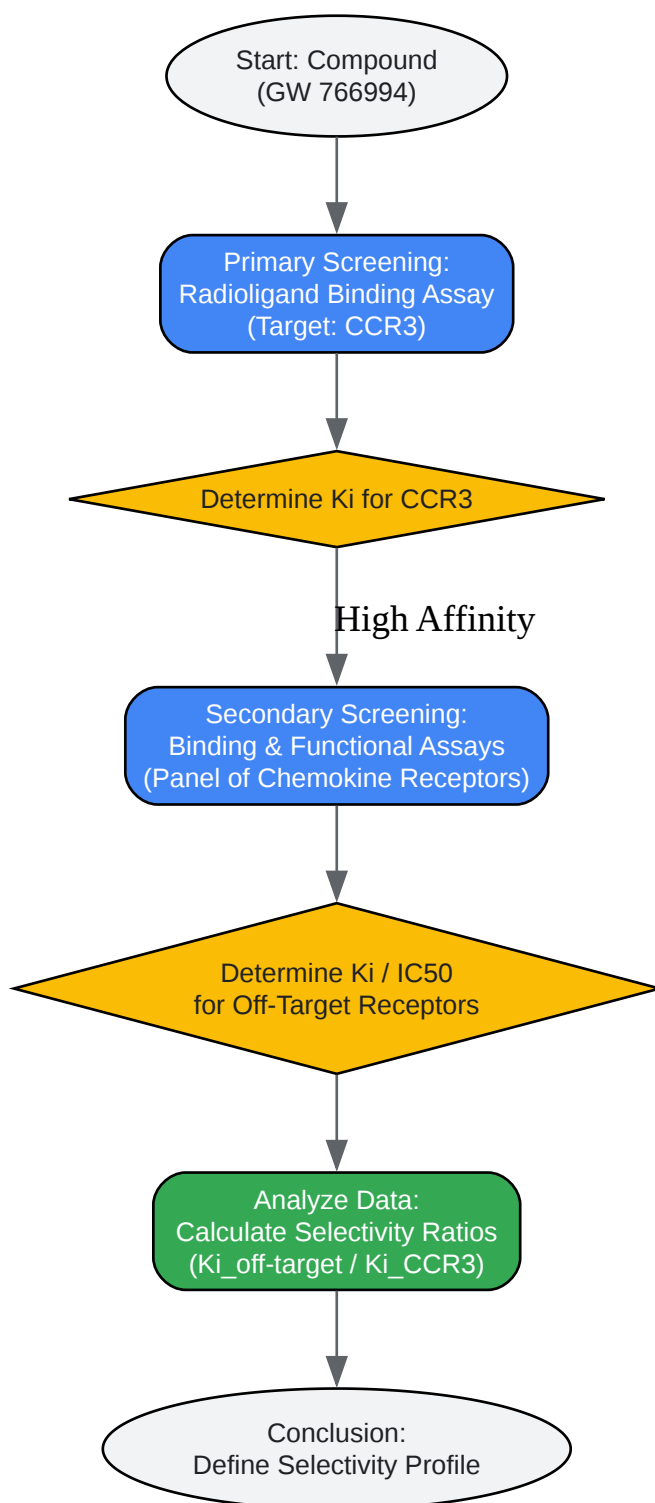 Start: Compound
(GW 766994)
Primary Screening:
Radioligand Binding Assay
(Target: CCR3)
Determine Ki for CCR3
High Affinity
Secondary Screening:
Binding & Functional Assays
(Panel of Chemokine Receptors)
Determine Ki / IC50
for Off-Target Receptors
Analyze Data:
Calculate Selectivity Ratios
(Ki_off-target / Ki_CCR3)
Conclusion:
Define Selectivity Profile